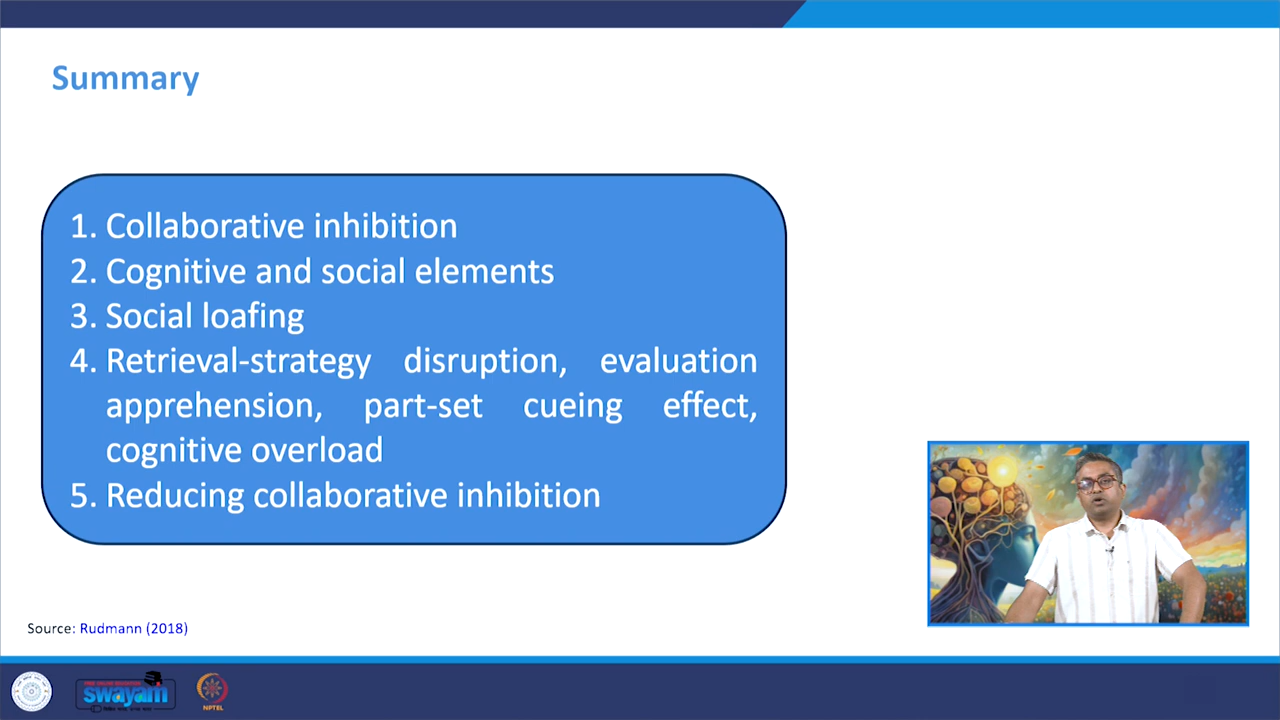 Summary
1. Collaborative inhibition
2. Cognitive and social elements
3. Social loafing
4. Retrieval-strategy disruption, evaluation
apprehension, part-set cueing effect,
cognitive overload
5. Reducing collaborative inhibition
Source: Rudmann (2018)
swayam
NPTEL